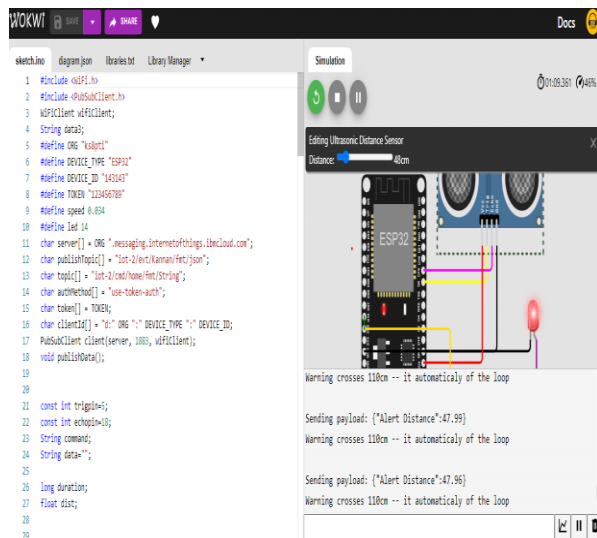 WOKWI SAVE SHARE Docs
sketch.ino diagram.json libraries.txt Library Manager
1 #include <WiFi.h>
2 #include <PubSubClient.h>
3 WiFiClient wifiClient;
4 String data3;
5 #define ORG "ks8pti"
6 #define DEVICE_TYPE "ESP32"
7 #define DEVICE_ID "143143"
8 #define TOKEN "123456789"
9 #define speed 0.034
10 #define led 14
11 char server[] = ORG ".messaging.internetofthings.ibmcloud.com";
12 char publishTopic[] = "iot-2/evt/Kannan/fmt/json";
13 char topic[] = "iot-2/cmd/home/fmt/String";
14 char authMethod[] = "use-token-auth";
15 char token[] = TOKEN;
16 char clientId[] = "d:" ORG ":" DEVICE_TYPE ":" DEVICE_ID;
17 PubSubClient client(server, 1883, wifiClient);
18 void publishData();
19
20
21 const int trigpin=5;
22 const int echopin=18;
23 String command;
24 String data="";
25
26 long duration;
27 float dist;
28
29
Simulation
01:09.361 46%
Editing Ultrasonic Distance Sensor X
Distance: 48cm
ESP32
Warning crosses 110cm -- it automaticaly of the loop
Sending payload: {"Alert Distance":47.99}
Warning crosses 110cm -- it automaticaly of the loop
Sending payload: {"Alert Distance":47.96}
Warning crosses 110cm -- it automaticaly of the loop